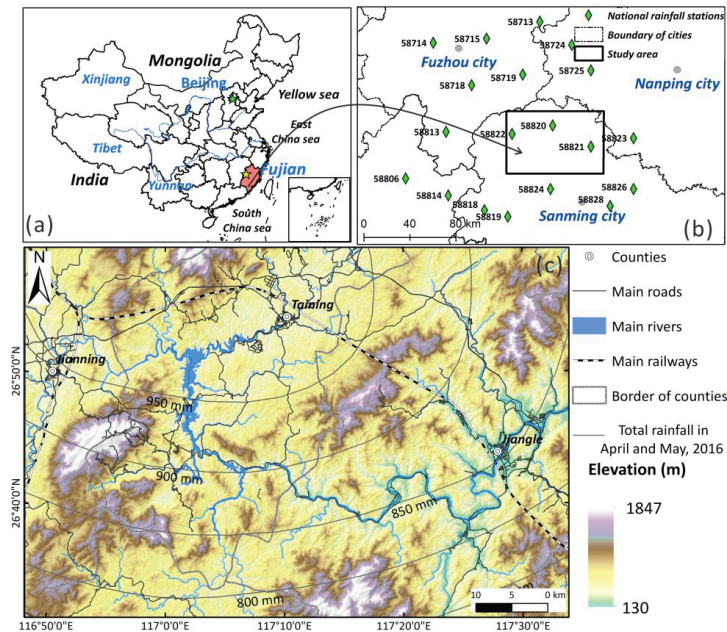 Mongolia
Xinjiang
Beijing
Yellow sea
East
China sea
Tibet
India
Yunnan
Fujian
South
China sea
(a)
58713
National rainfall stations
58714
58715
58724
Boundary of cities
Fuzhou city
Study area
58719
58725
58718
Nanping city
58813
58822
58820
58823
58821
58806
58814
58824
58826
58818
58828
58819
Sanming city
0
40
80 km
(b)
N
(c)
Taining
Jianning
Jiangle
950 mm
900 mm
850 mm
800 mm
26°50'0"N
26°40'0"N
10
5
0 km
116°50'0"E
117°0'0"E
117°10'0"E
117°20'0"E
117°30'0"E
Counties
Main roads
Main rivers
Main railways
Border of counties
Total rainfall in
April and May, 2016
Elevation (m)
1847
130